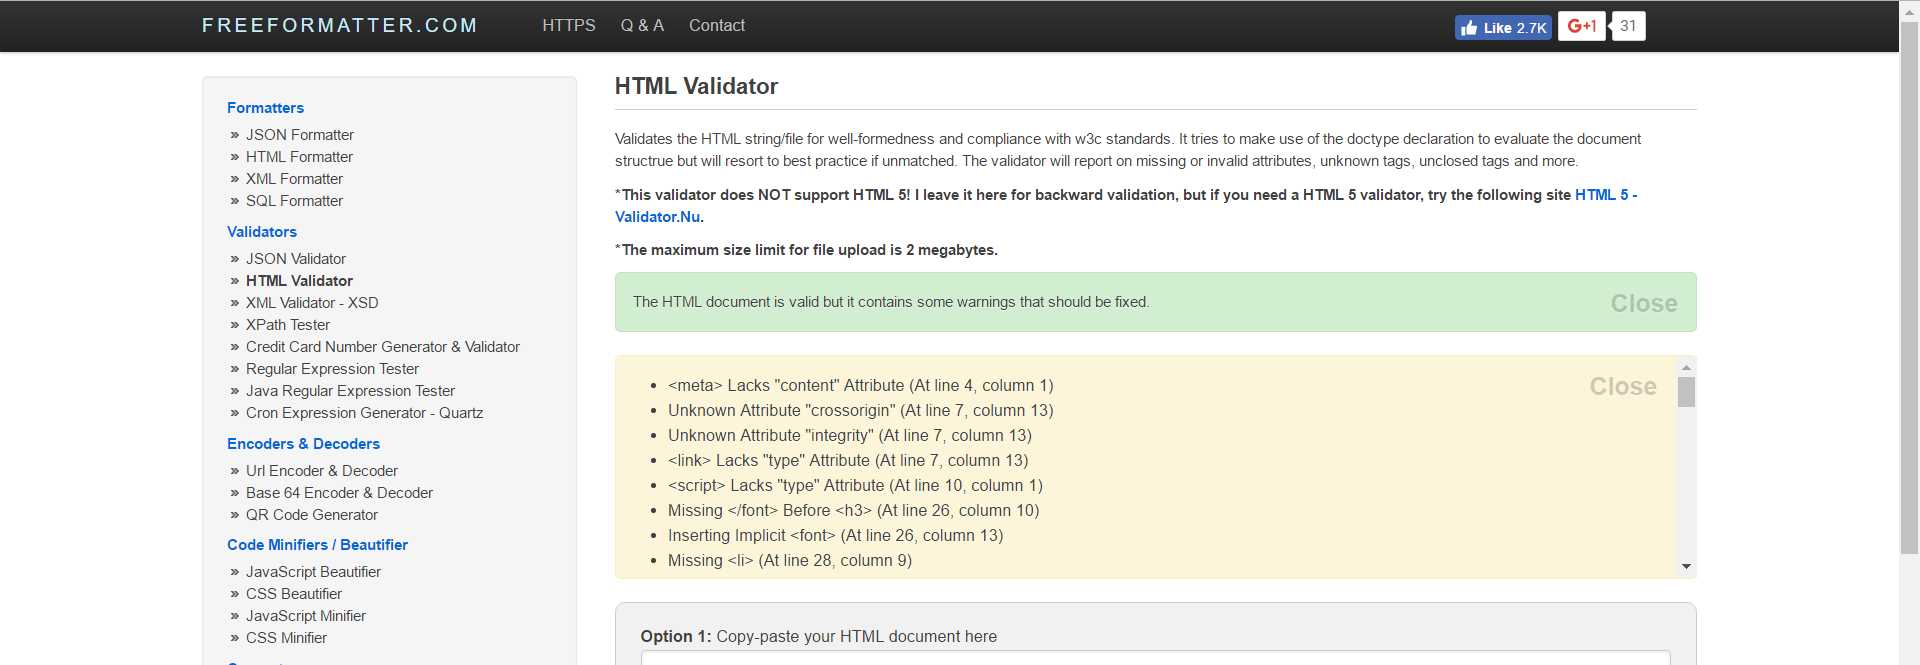 FREEFORMATTER.COM
HTTPS Q & A Contact
Like 2.7K
G+1
31
Formatters
» JSON Formatter
» HTML Formatter
» XML Formatter
» SQL Formatter
Validators
» JSON Validator
» HTML Validator
» XML Validator - XSD
» XPath Tester
» Credit Card Number Generator & Validator
» Regular Expression Tester
» Java Regular Expression Tester
» Cron Expression Generator - Quartz
Encoders & Decoders
» Url Encoder & Decoder
» Base 64 Encoder & Decoder
» QR Code Generator
Code Minifiers / Beautifier
» JavaScript Beautifier
» CSS Beautifier
» JavaScript Minifier
» CSS Minifier
HTML Validator
Validates the HTML string/file for well-formedness and compliance with w3c standards. It tries to make use of the doctype declaration to evaluate the document
structrue but will resort to best practice if unmatched. The validator will report on missing or invalid attributes, unknown tags, unclosed tags and more.
*This validator does NOT support HTML 5! I leave it here for backward validation, but if you need a HTML 5 validator, try the following site HTML 5 -
Validator.Nu.
*The maximum size limit for file upload is 2 megabytes.
The HTML document is valid but it contains some warnings that should be fixed.
Close
Close
• <meta> Lacks "content" Attribute (At line 4, column 1)
• Unknown Attribute "crossorigin" (At line 7, column 13)
• Unknown Attribute "integrity" (At line 7, column 13)
• <link> Lacks "type" Attribute (At line 7, column 13)
• <script> Lacks "type" Attribute (At line 10, column 1)
• Missing </font> Before <h3> (At line 26, column 10)
• Inserting Implicit <font> (At line 26, column 13)
• Missing <li> (At line 28, column 9)
Option 1: Copy-paste your HTML document here